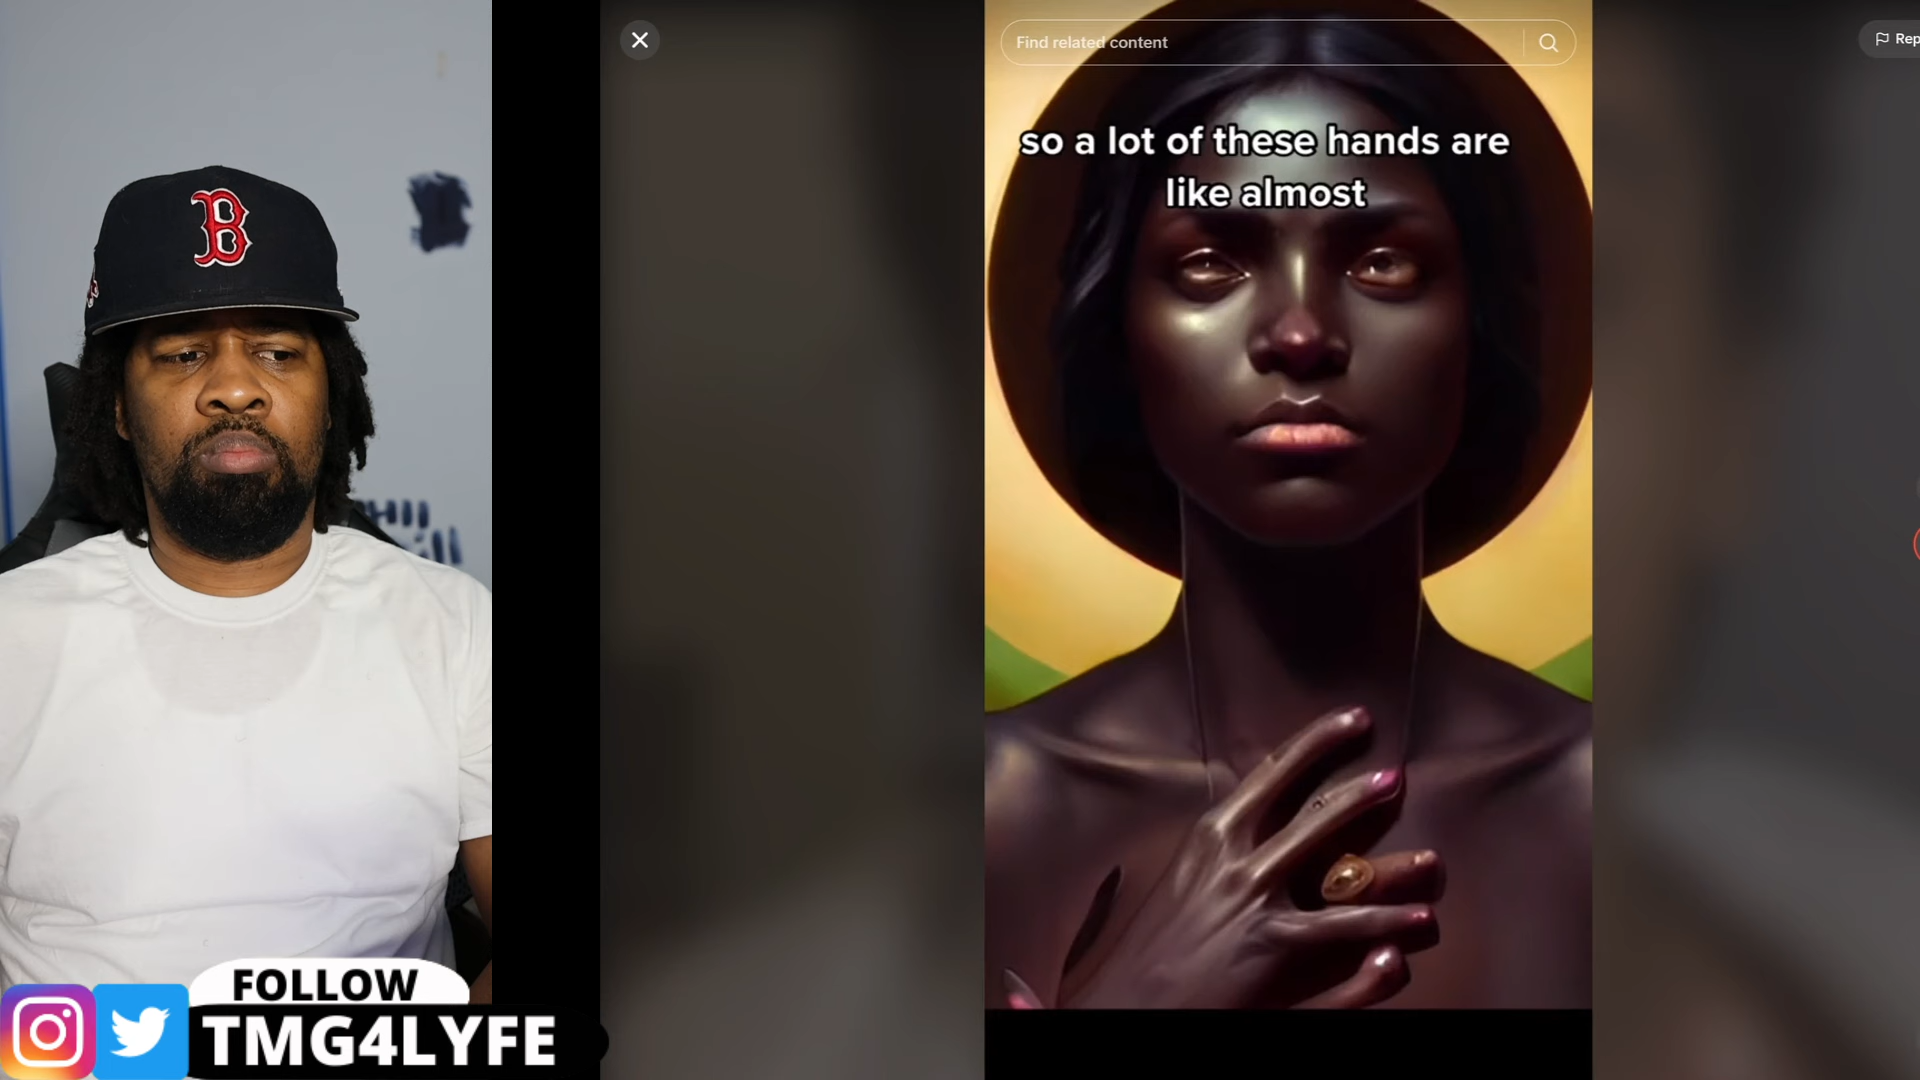 B
Find related content
Rep
so a lot of these hands are
like almost
FOLLOW
TMG4LYFE